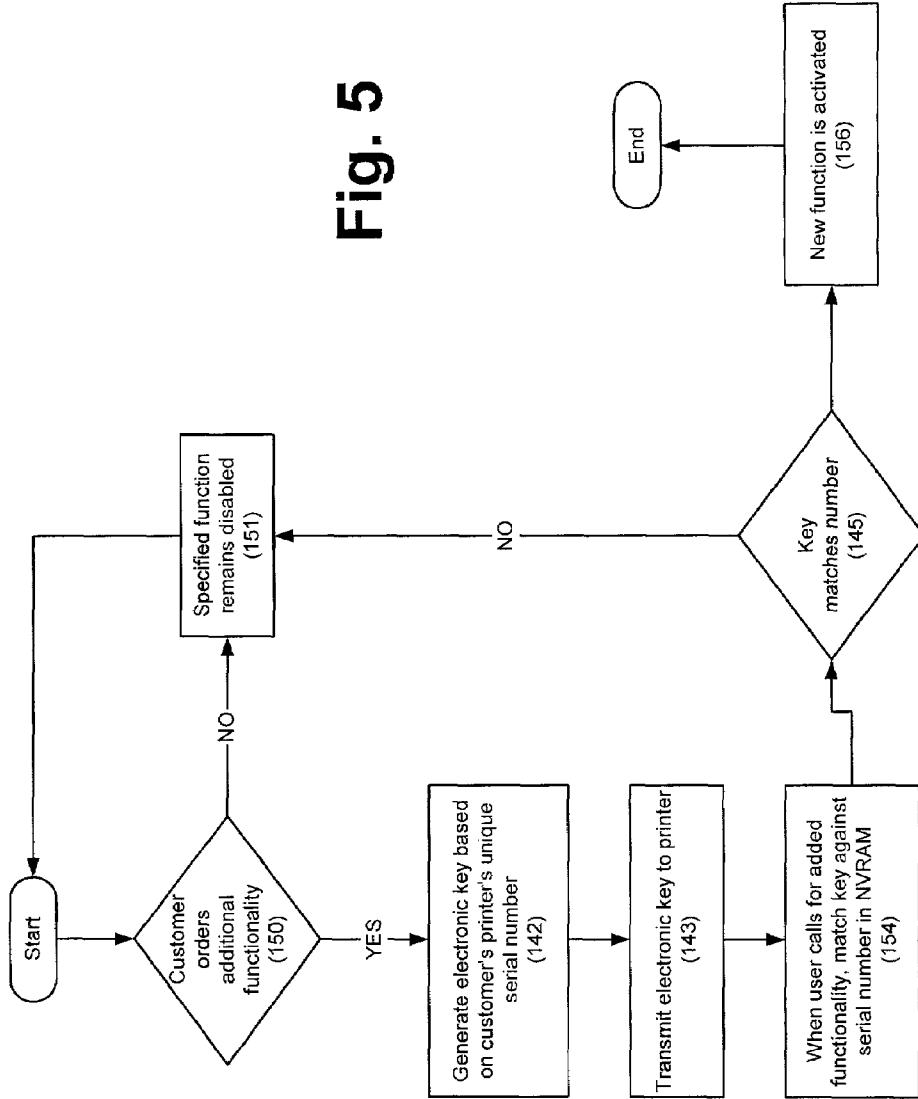 Fig. 5
Start
Customer
orders
additional
functionality
(150)
NO
YES
Specified function
remains disabled
(151)
Generate electronic key based
on customer's printer's unique
serial number
(142)
Transmit electronic key to printer
(143)
When user calls for added
functionality, match key against
serial number in NVRAM
(154)
Key
matches number
(145)
NO
New function is activated
(156)
End